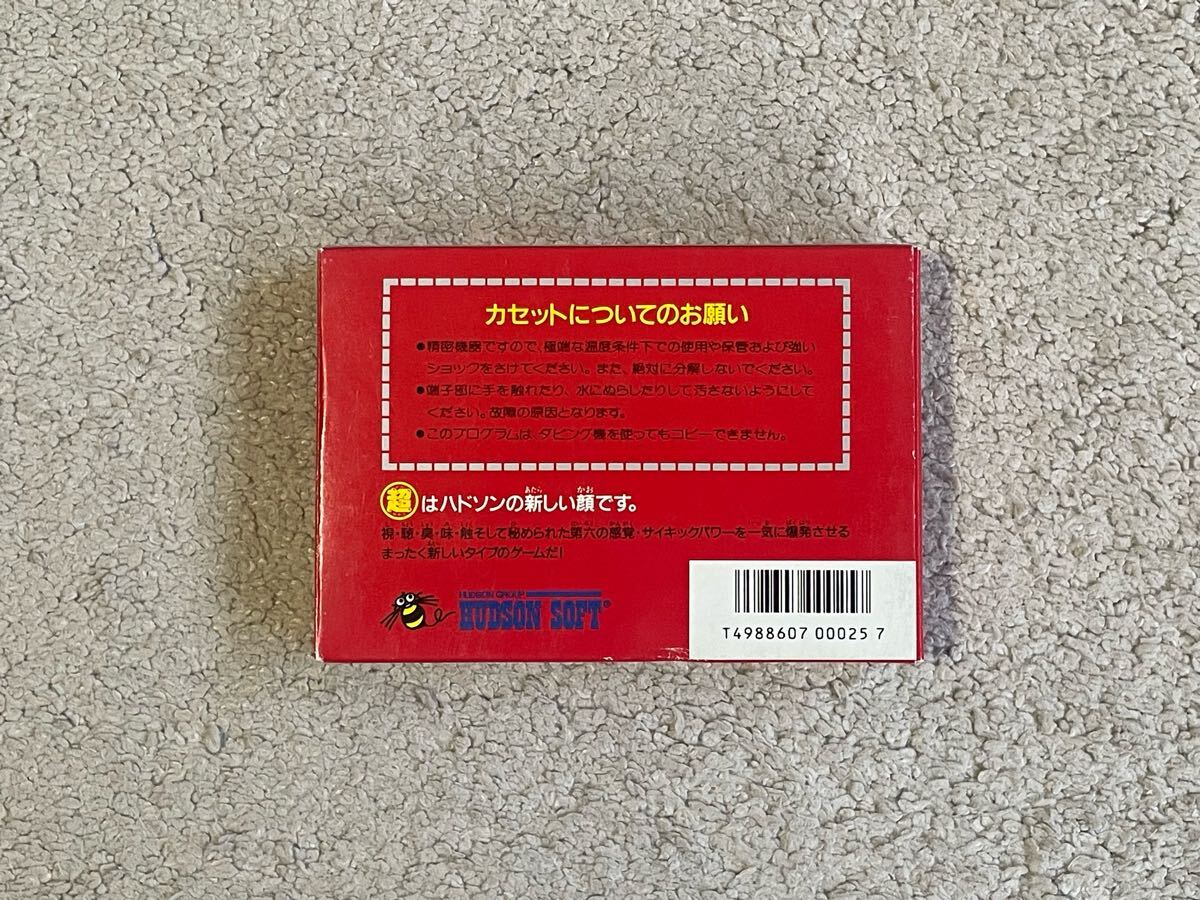 カセットについてのお願い
●精密機器ですので、極端な温度条件下での使用や保管および強い
ショックをさけてください。また、絶対に分解しないでください。
●端子部に手を触れたり、水にぬらしたりして汚さないようにして
ください。故障の原因となります。
●このプログラムは、ダビング機を使ってもコピーできません。
超はハドソンの新しい顔です。
視・聴・臭・味・触そして秘められた第六の感覚・サイキックパワーを一気に爆発させる
まったく新しいタイプのゲームだ!
HUDSON GROUP
HUDSON SOFT®
T4988607 00025 7